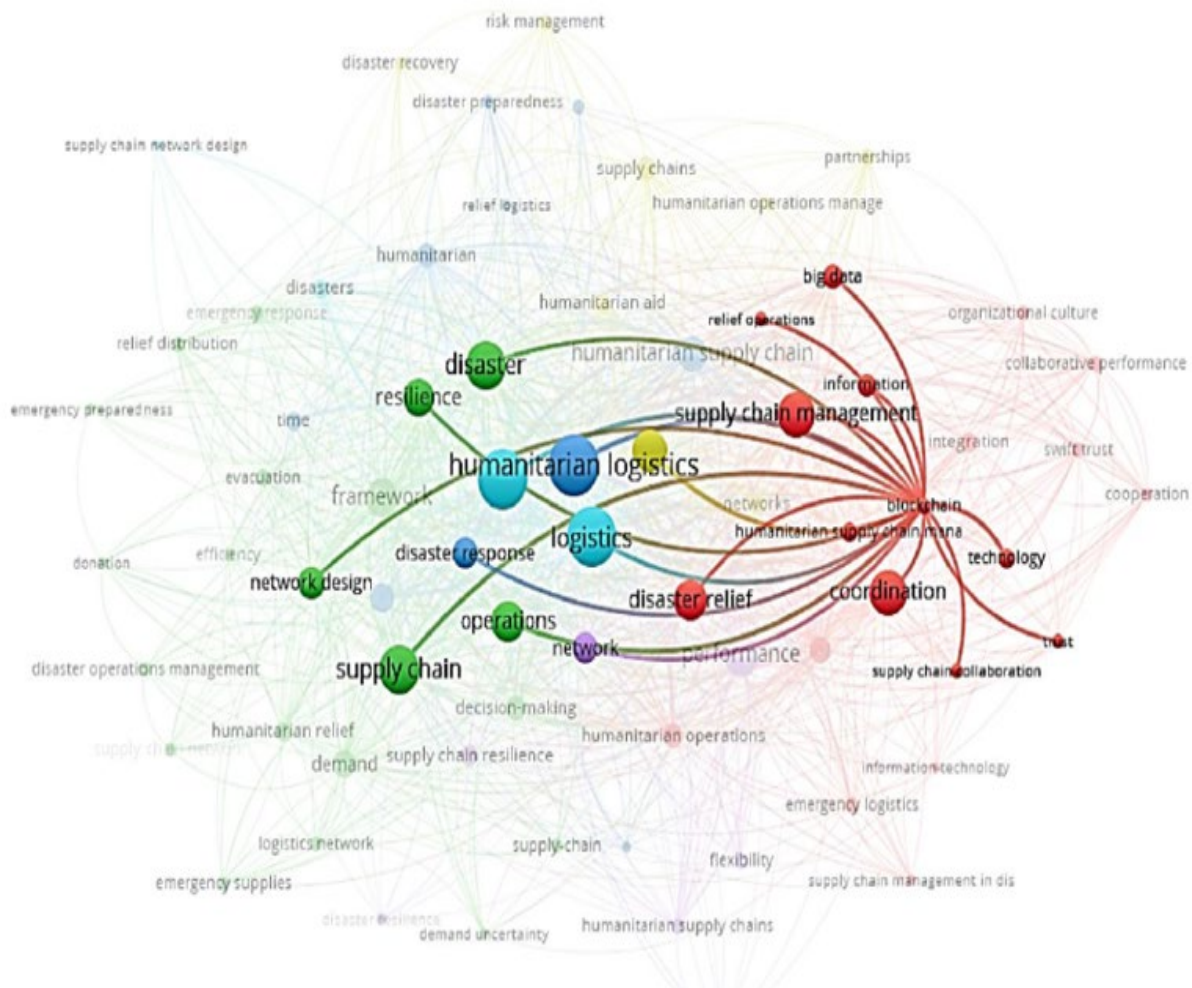 risk management
disaster recovery
disaster preparedness
supply chain network design
partnerships
supply chains
humanitarian operations manage
relief logistics
humanitarian
big data
disasters
humanitarian aid
emergency response
organizational culture
relief operations
relief distribution
humanitarian supply chain
disaster
collaborative performance
information
resilience
emergency preparedness
supply chain management
time
integration
swift trust
humanitarian logistics
evacuation
framework
cooperation
networks
blockchain
humanitarian supply chain mana
logistics
disaster response
efficiency
technology
donation
network design
coordination
disaster relief
operations
trust
network
performance
disaster operations management
supply chain
supply chain collaboration
decision-making
humanitarian relief
humanitarian operations
supply chain network
supply chain resilience
demand
information technology
emergency logistics
logistics network
supply-chain
flexibility
emergency supplies
supply chain management in dis
disaster resilience
humanitarian supply chains
demand uncertainty